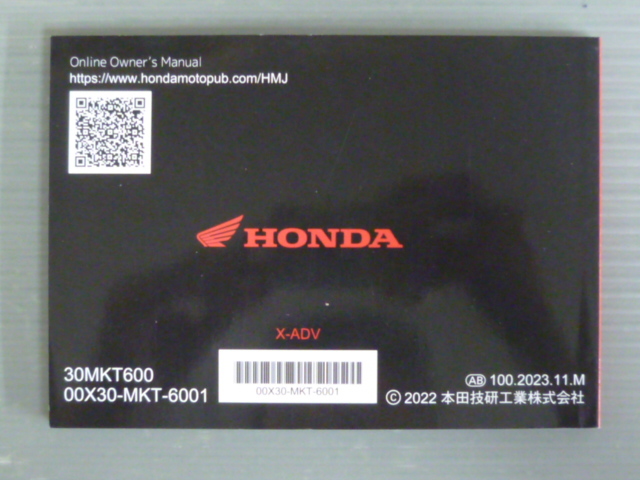 Online Owner's Manual
https://www.hondamotopub.com/HMJ
HONDA
X-ADV
30MKT600
00X30-MKT-6001
00X30-MKT-6001
AB 100.2023.11.M
Ⓒ2022 本田技研工業株式会社